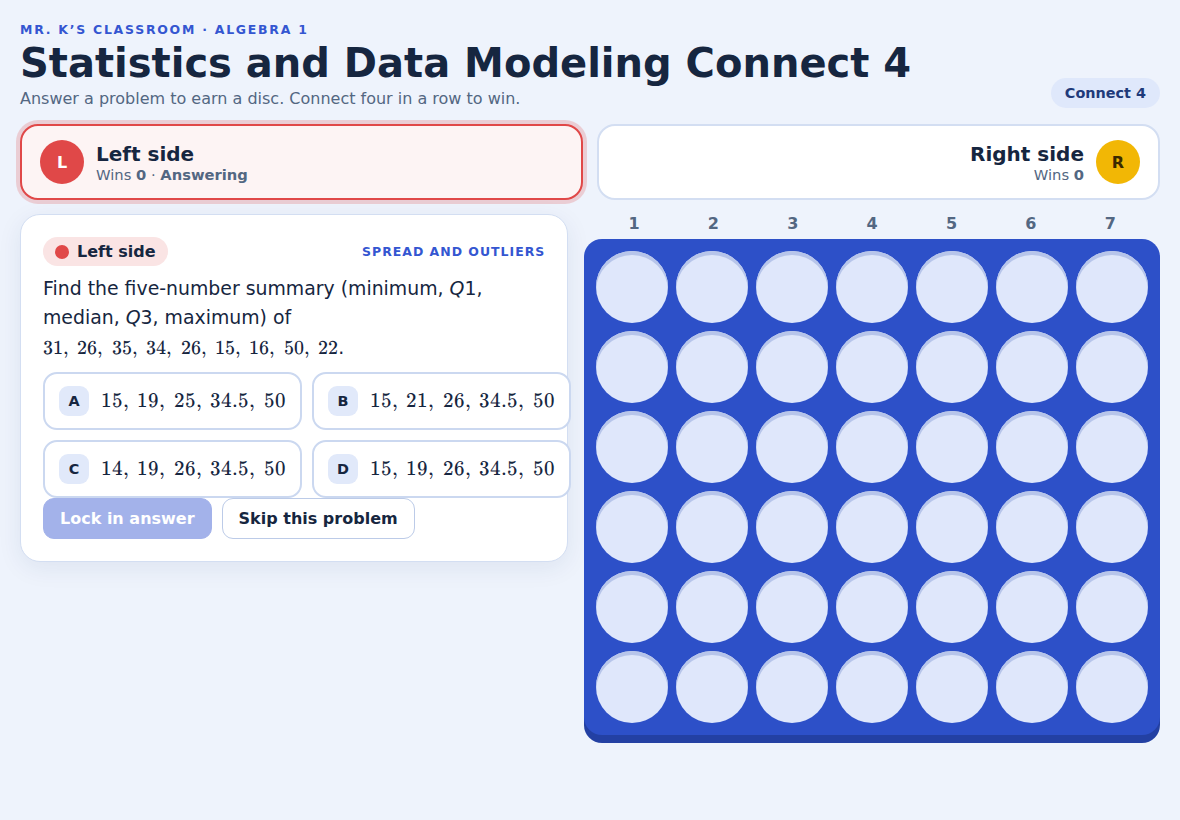 MR. K’S CLASSROOM · ALGEBRA 1
Statistics and Data Modeling Connect 4
Answer a problem to earn a disc. Connect four in a row to win.
Connect 4
L
Left side
Wins 0 · Answering
Right side
Wins 0
R
Left side
SPREAD AND OUTLIERS
Find the five-number summary (minimum, Q1,
median, Q3, maximum) of
31, 26, 35, 34, 26, 15, 16, 50, 22.
A 15, 19, 25, 34.5, 50
B 15, 21, 26, 34.5, 50
C 14, 19, 26, 34.5, 50
D 15, 19, 26, 34.5, 50
Lock in answer
Skip this problem
1 2 3 4 5 6 7